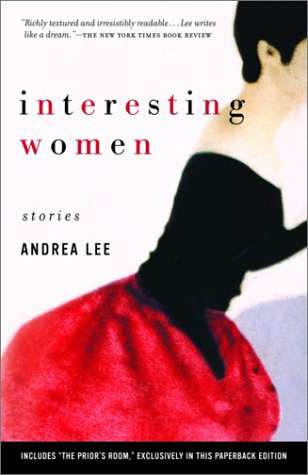 "Richly textured and irresistibly readable... Lee writes
like a dream."—THE NEW YORK TIMES BOOK REVIEW
interesting
women
stories
ANDREA LEE
INCLUDES "THE PRIOR'S ROOM," EXCLUSIVELY IN THIS PAPERBACK EDITION